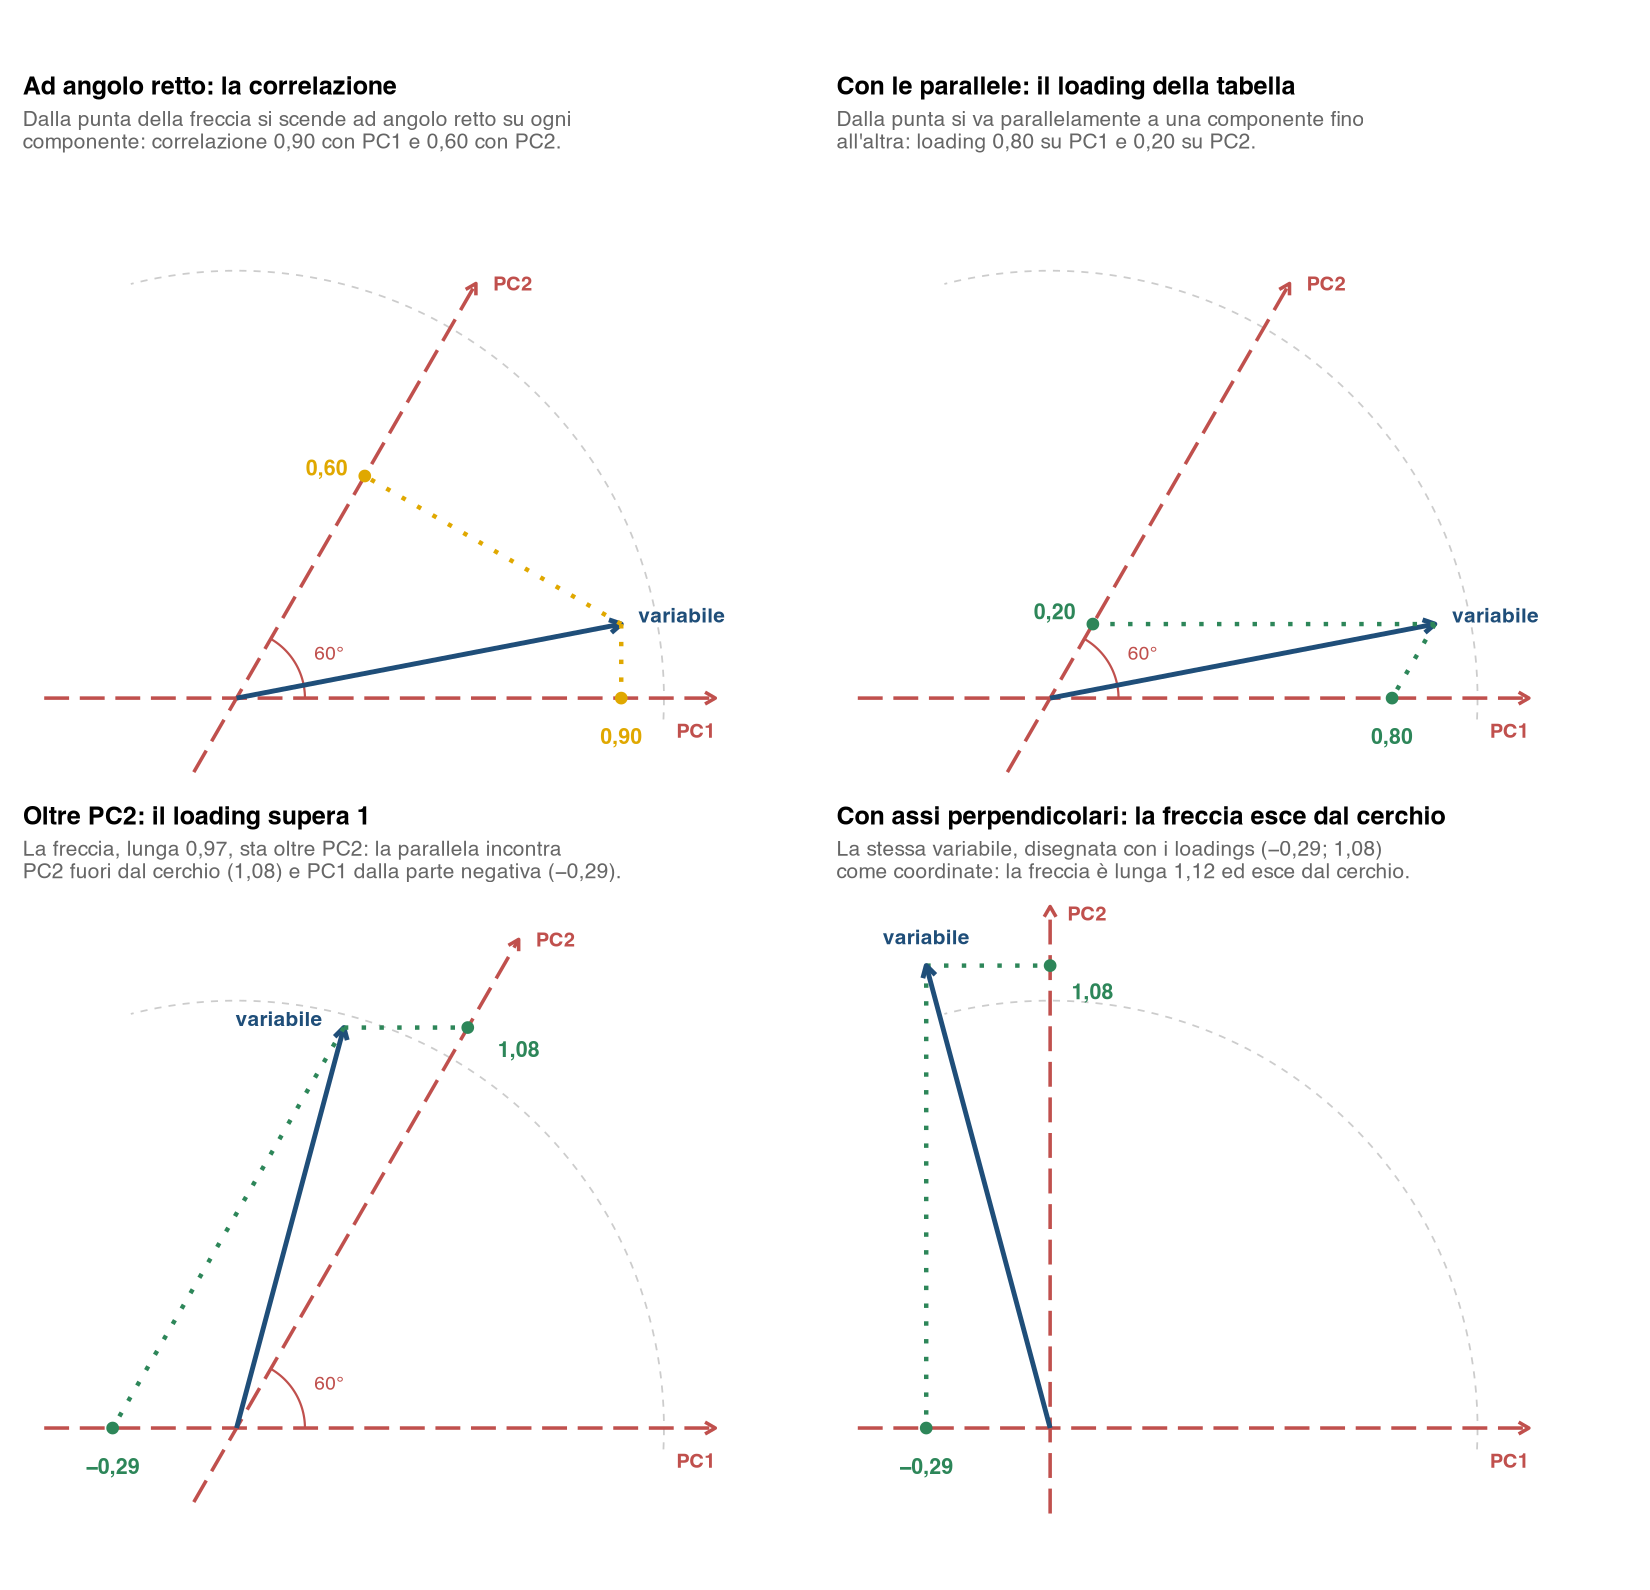 Ad angolo retto: la correlazione
Dalla punta della freccia si scende ad angolo retto su ogni
componente: correlazione 0,90 con PC1 e 0,60 con PC2.
PC2
0,60
variabile
60°
0,90
PC1
Con le parallele: il loading della tabella
Dalla punta si va parallelamente a una componente fino
all'altra: loading 0,80 su PC1 e 0,20 su PC2.
PC2
0,20
variabile
60°
0,80
PC1
Oltre PC2: il loading supera 1
La freccia, lunga 0,97, sta oltre PC2: la parallela incontra
PC2 fuori dal cerchio (1,08) e PC1 dalla parte negativa (−0,29).
PC2
variabile
1,08
60°
−0,29
PC1
Con assi perpendicolari: la freccia esce dal cerchio
La stessa variabile, disegnata con i loadings (−0,29; 1,08)
come coordinate: la freccia è lunga 1,12 ed esce dal cerchio.
PC2
variabile
1,08
−0,29
PC1